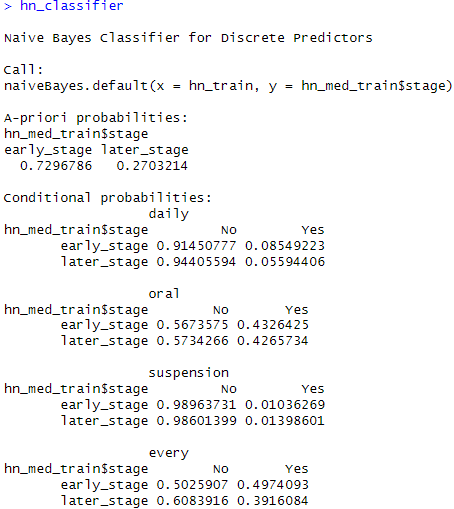 > hn_classifier
Naive Bayes Classifier for Discrete Predictors
Call:
naiveBayes.default(x = hn_train, y = hn_med_train$stage)
A-priori probabilities:
hn_med_train$stage
early_stage later_stage
0.7296786 0.2703214
Conditional probabilities:
daily
hn_med_train$stage No Yes
early_stage 0.91450777 0.08549223
later_stage 0.94405594 0.05594406
oral
hn_med_train$stage No Yes
early_stage 0.5673575 0.4326425
later_stage 0.5734266 0.4265734
suspension
hn_med_train$stage No Yes
early_stage 0.98963731 0.01036269
later_stage 0.98601399 0.01398601
every
hn_med_train$stage No Yes
early_stage 0.5025907 0.4974093
later_stage 0.6083916 0.3916084